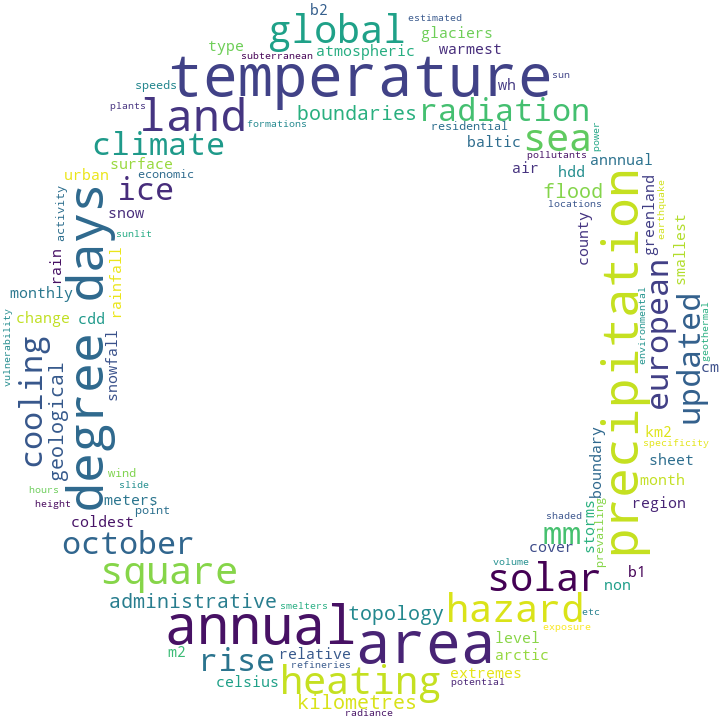 b2
estimated
global
glaciers
type
atmospheric
warmest
subterranean
temperature
sun
speeds
wh
plants
land
boundaries
radiation
formations
residential
power
climate
sea
baltic
pollutants
annnual
surface
air
urban
economic
hdd
ice
flood
activity
days
snow
locations
county
greenland
earthquake
sunlit
rain
rainfall
smallest
precipitation
monthly
european
updated
environmental
geothermal
change
cdd
vulnerability
cooling
degree
snowfall
cm
geological
km2
boundary
specificity
wind
sheet
hours
slide
month
height
meters
point
shaded
region
coldest
mm
storms
prevailling
october
cover
square
volume
solar
b1
non
administrative
smelters
topology
hazard
etc
annual
area
exposure
level
m2
rise
relative
arctic
refineries
celsius
heating
extremes
potential
kilometres
radiance